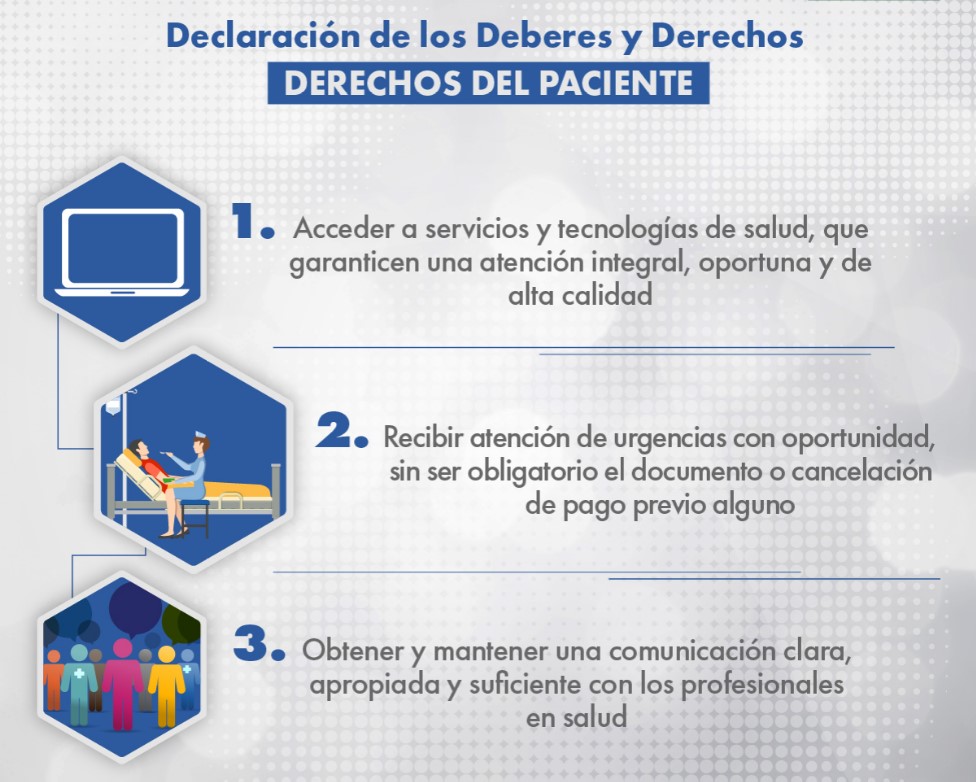 Declaración de los Deberes y Derechos
DERECHOS DEL PACIENTE
1. Acceder a servicios y tecnologías de salud, que
garanticen una atención integral, oportuna y de
alta calidad
2. Recibir atención de urgencias con oportunidad,
sin ser obligatorio el documento o cancelación
de pago previo alguno
3. Obtener y mantener una comunicación clara,
apropiada y suficiente con los profesionales
en salud